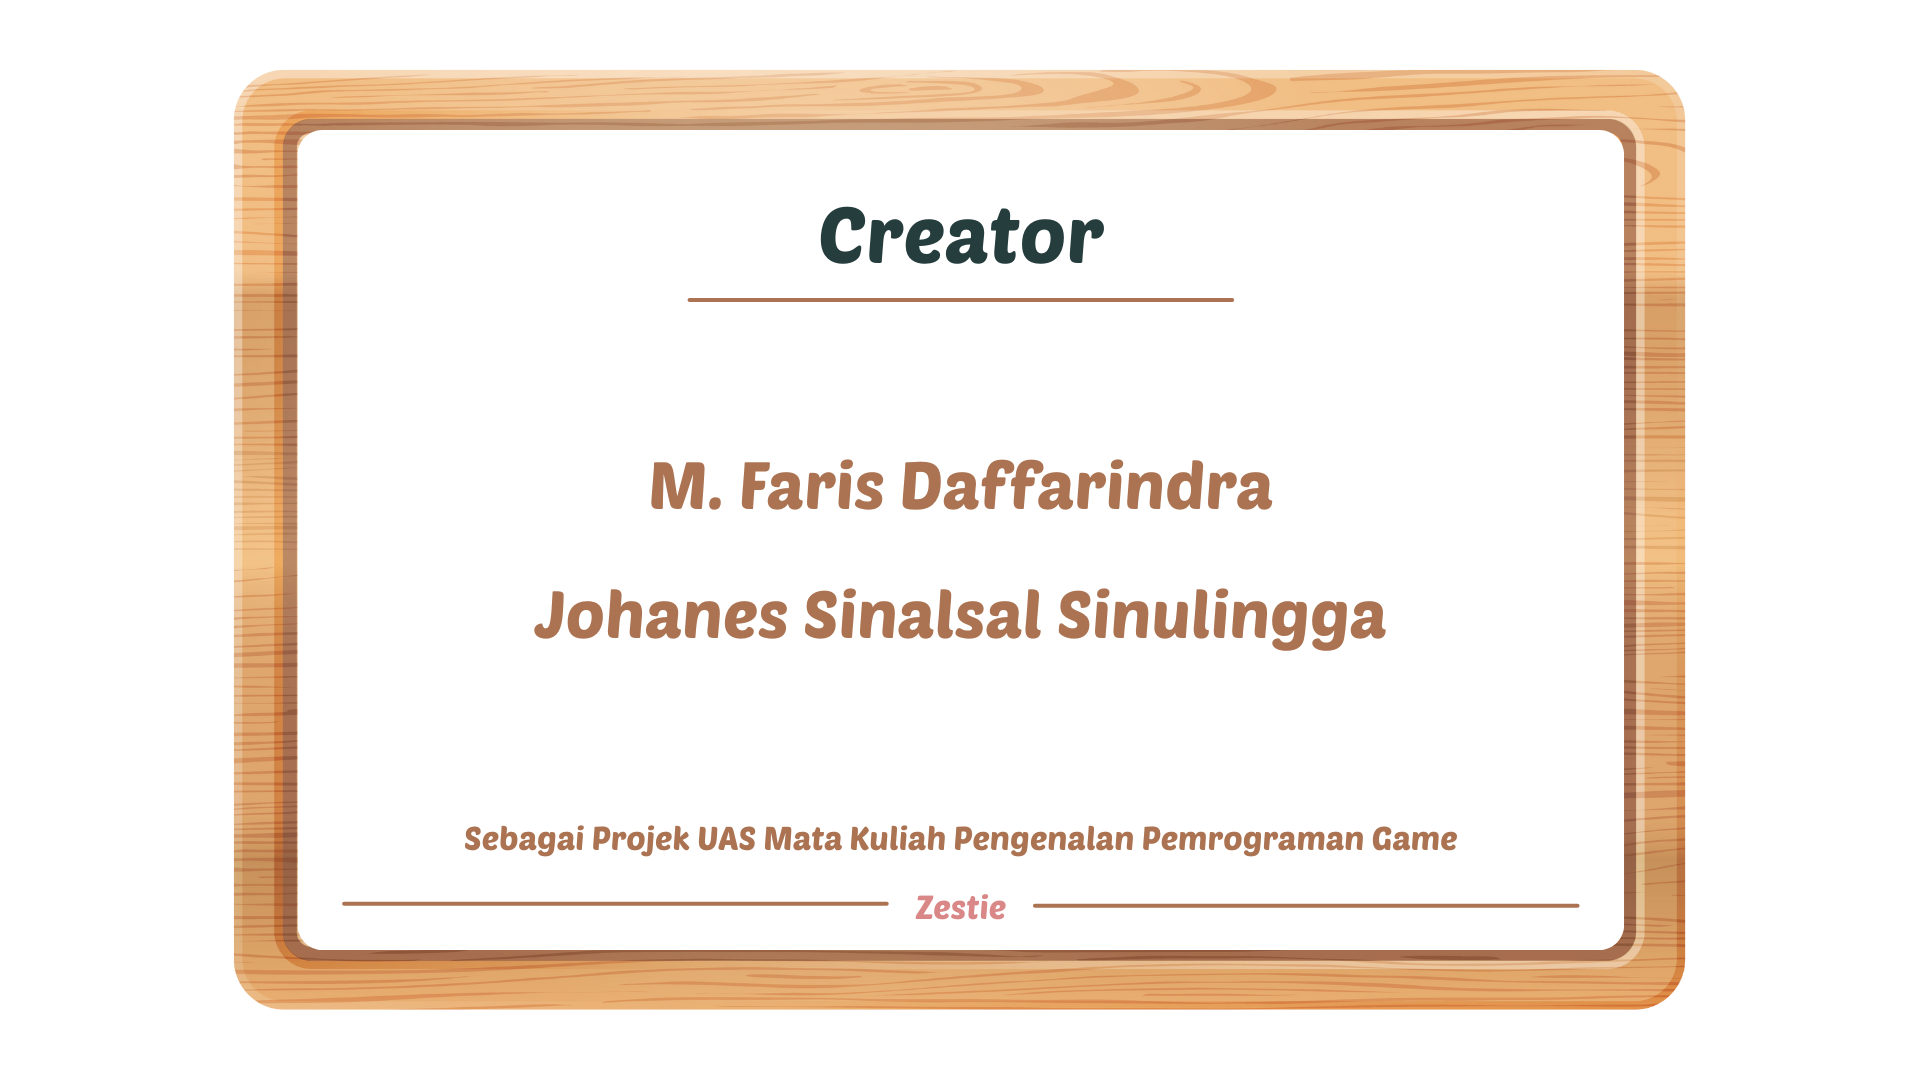 Creator
M. Faris Daffarindra
Johanes Sinalsal Sinulingga
Sebagai Projek UAS Mata Kuliah Pengenalan Pemrograman Game
Zestie